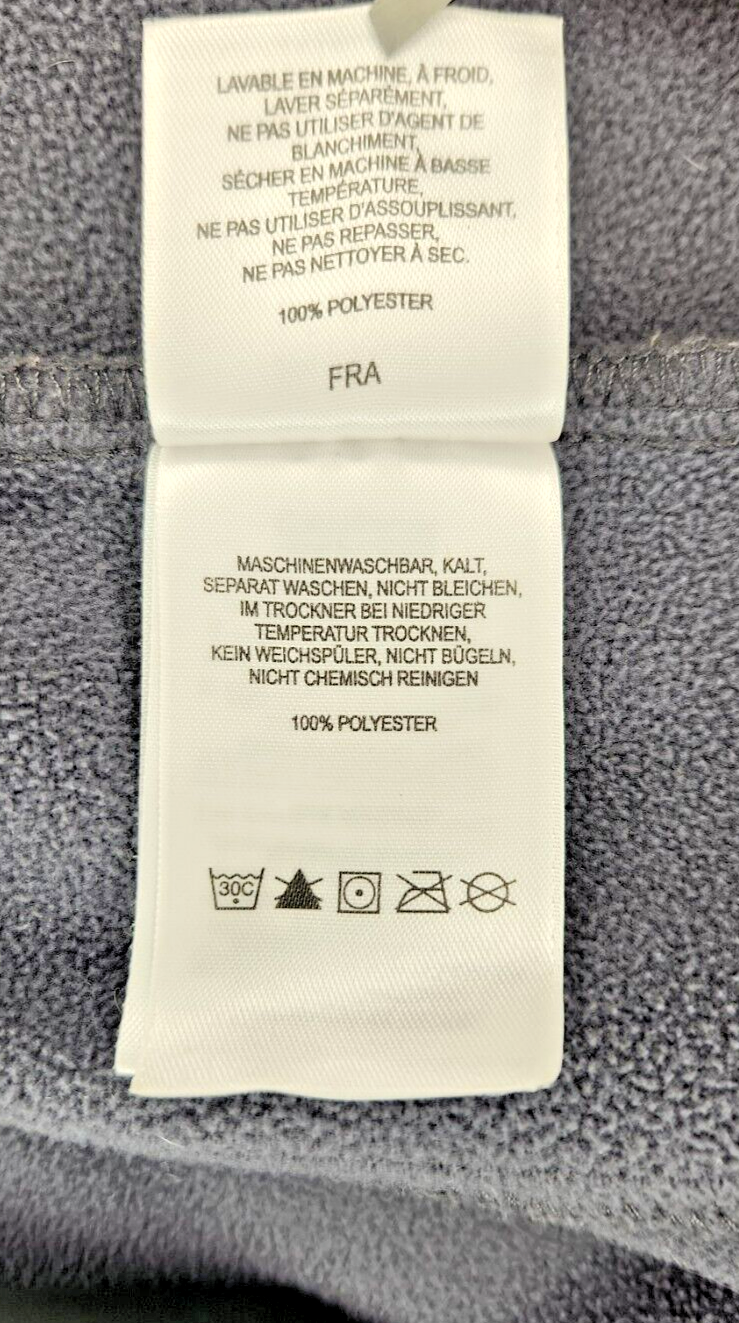 LAVABLE EN MACHINE, À FROID,
LAVER SÉPARÉMENT,
NE PAS UTILISER D'AGENT DE
BLANCHIMENT,
SÉCHER EN MACHINE À BASSE
TEMPÉRATURE,
NE PAS UTILISER D'ASSOUPLISSANT,
NE PAS REPASSER,
NE PAS NETTOYER À SEC.
100% POLYESTER
FRA
MASCHINENWASCHBAR, KALT,
SEPARAT WASCHEN, NICHT BLEICHEN,
IM TROCKNER BEI NIEDRIGER
TEMPERATUR TROCKNEN,
KEIN WEICHSPÜLER, NICHT BÜGELN,
NICHT CHEMISCH REINIGEN
100% POLYESTER
30C